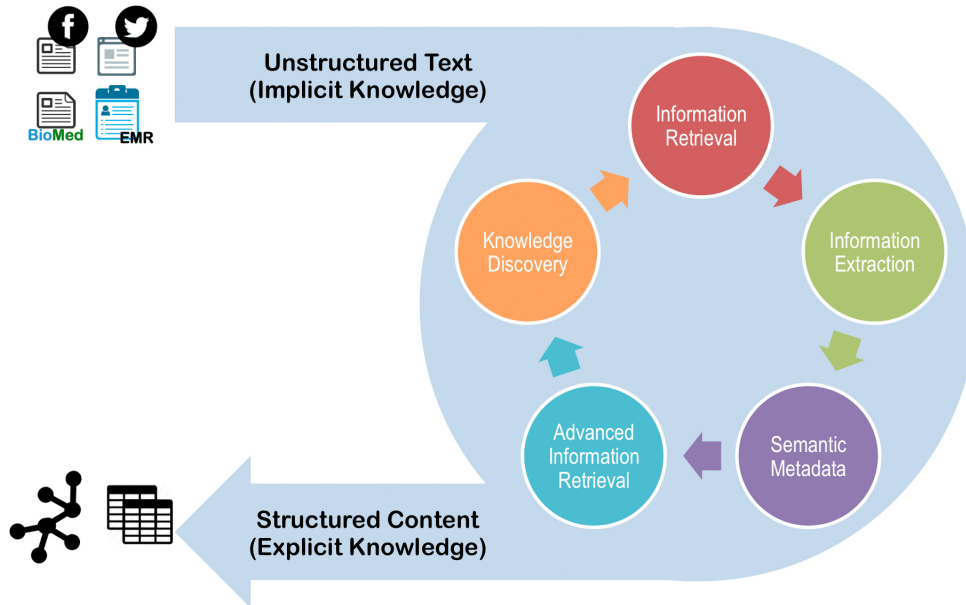 Unstructured Text
(Implicit Knowledge)
BioMed
EMR
Information
Retrieval
Knowledge
Discovery
Information
Extraction
Advanced
Information
Retrieval
Semantic
Metadata
Structured Content
(Explicit Knowledge)